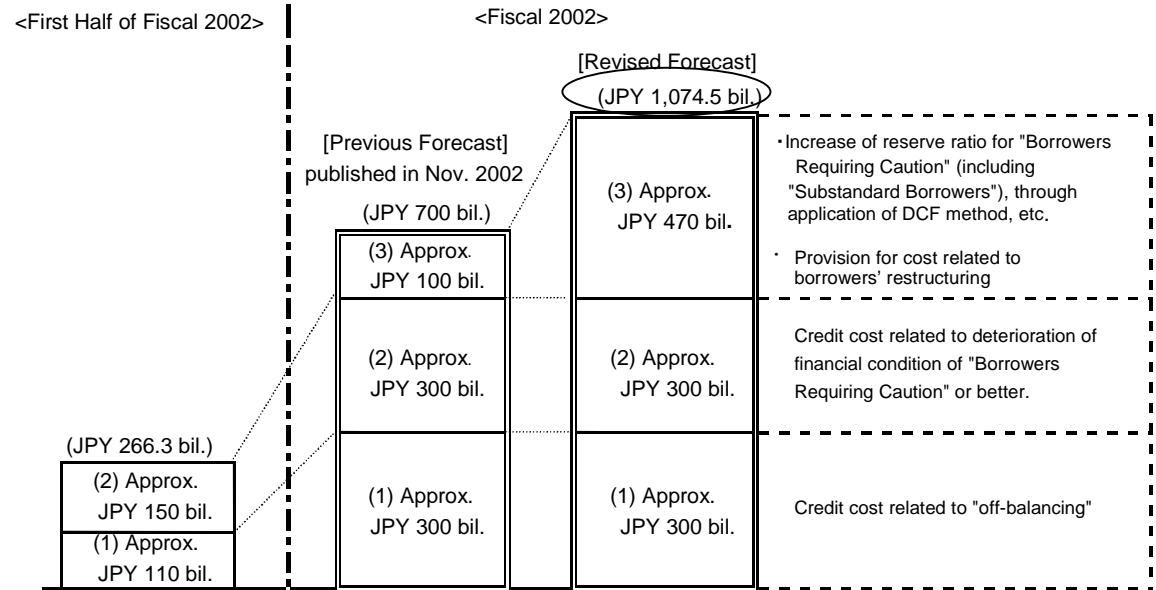 <First Half of Fiscal 2002>
<Fiscal 2002>
[Revised Forecast]
(JPY 1,074.5 bil.)
[Previous Forecast]
published in Nov. 2002
(JPY 700 bil.)
(JPY 266.3 bil.)
(2) Approx.
JPY 150 bil.
(1) Approx.
JPY 110 bil.
(3) Approx.
JPY 100 bil.
(2) Approx.
JPY 300 bil.
(1) Approx.
JPY 300 bil.
(3) Approx.
JPY 470 bil.
(2) Approx.
JPY 300 bil.
(1) Approx.
JPY 300 bil.
・Increase of reserve ratio for "Borrowers
Requiring Caution" (including
"Substandard Borrowers"), through
application of DCF method, etc.
・ Provision for cost related to
borrowers' restructuring
Credit cost related to deterioration of
financial condition of "Borrowers
Requiring Caution" or better.
Credit cost related to "off-balancing"